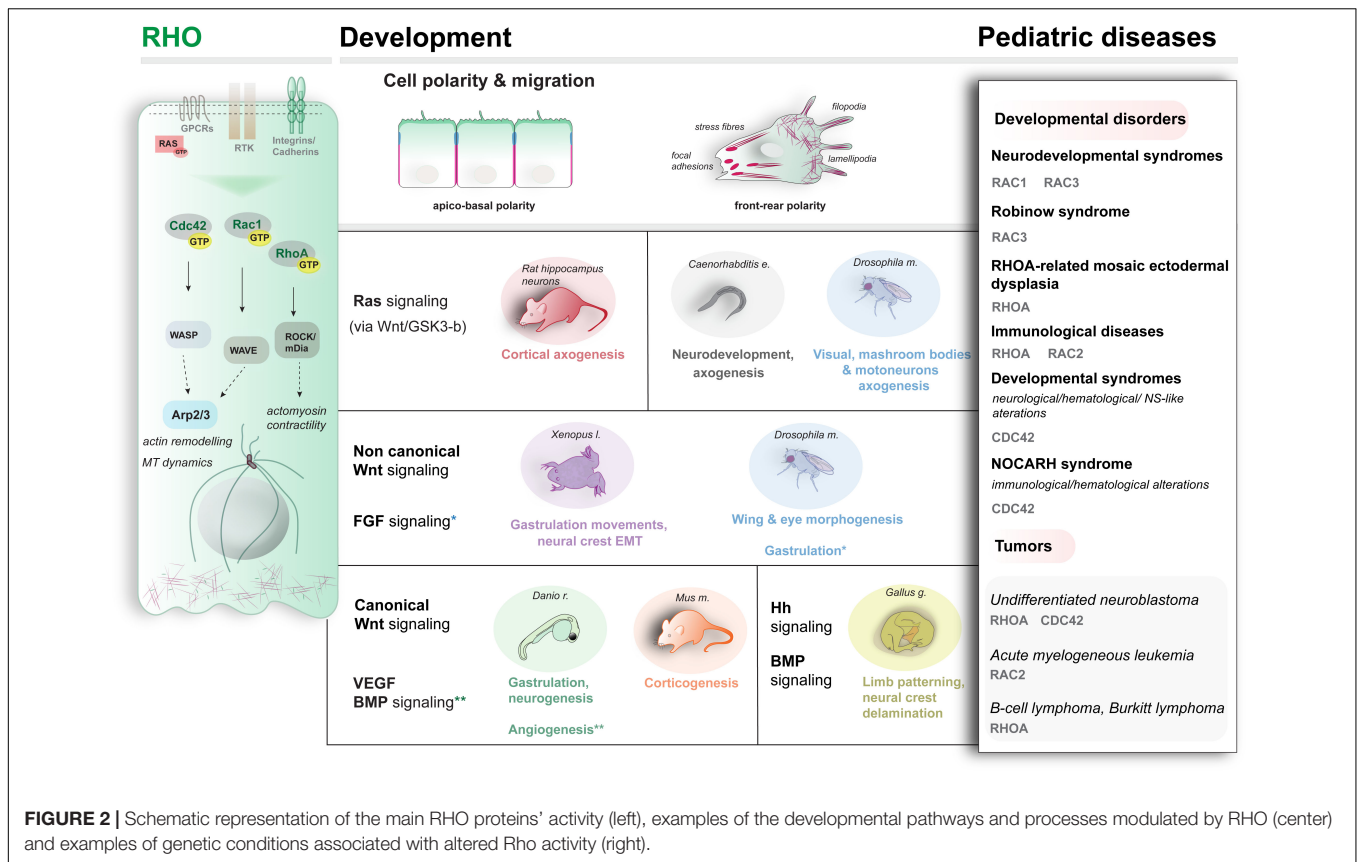 RHO
Development
Pediatric diseases
GPCRs
RAS
GTP
RTK
Integrins/
Cadherins
Cdc42
GTP
Rac1
GTP
RhoA
GTP
WASP
WAVE
ROCK/
mDia
Arp2/3
actin remodelling
MT dynamics
actomyosin
contractility
Cell polarity & migration
apico-basal polarity
stress fibres
focal
adhesions
filopodia
lamellipodia
front-rear polarity
Ras signaling
(via Wnt/GSK3-b)
Rat hippocampus
neurons
Cortical axogenesis
Caenorhabditis e.
Neurodevelopment,
axogenesis
Drosophila m.
Visual, mashroom bodies
& motoneurons
axogenesis
Non canonical
Wnt signaling
FGF signaling*
Xenopus l.
Gastrulation movements,
neural crest EMT
Drosophila m.
Wing & eye morphogenesis
Gastrulation*
Canonical
Wnt signaling
VEGF
BMP signaling**
Danio r.
Gastrulation,
neurogenesis
Angiogenesis**
Mus m.
Corticogenesis
Hh
signaling
BMP
signaling
Gallus g.
Limb patterning,
neural crest
delamination
Developmental disorders
Neurodevelopmental syndromes
RAC1 RAC3
Robinow syndrome
RAC3
RHOA-related mosaic ectodermal
dysplasia
RHOA
Immunological diseases
RHOA RAC2
Developmental syndromes
neurological/hematological/ NS-like
aterations
CDC42
NOCARH syndrome
immunological/hematological alterations
CDC42
Tumors
Undifferentiated neuroblastoma
RHOA CDC42
Acute myelogeneous leukemia
RAC2
B-cell lymphoma, Burkitt lymphoma
RHOA
FIGURE 2 | Schematic representation of the main RHO proteins' activity (left), examples of the developmental pathways and processes modulated by RHO (center)
and examples of genetic conditions associated with altered Rho activity (right).